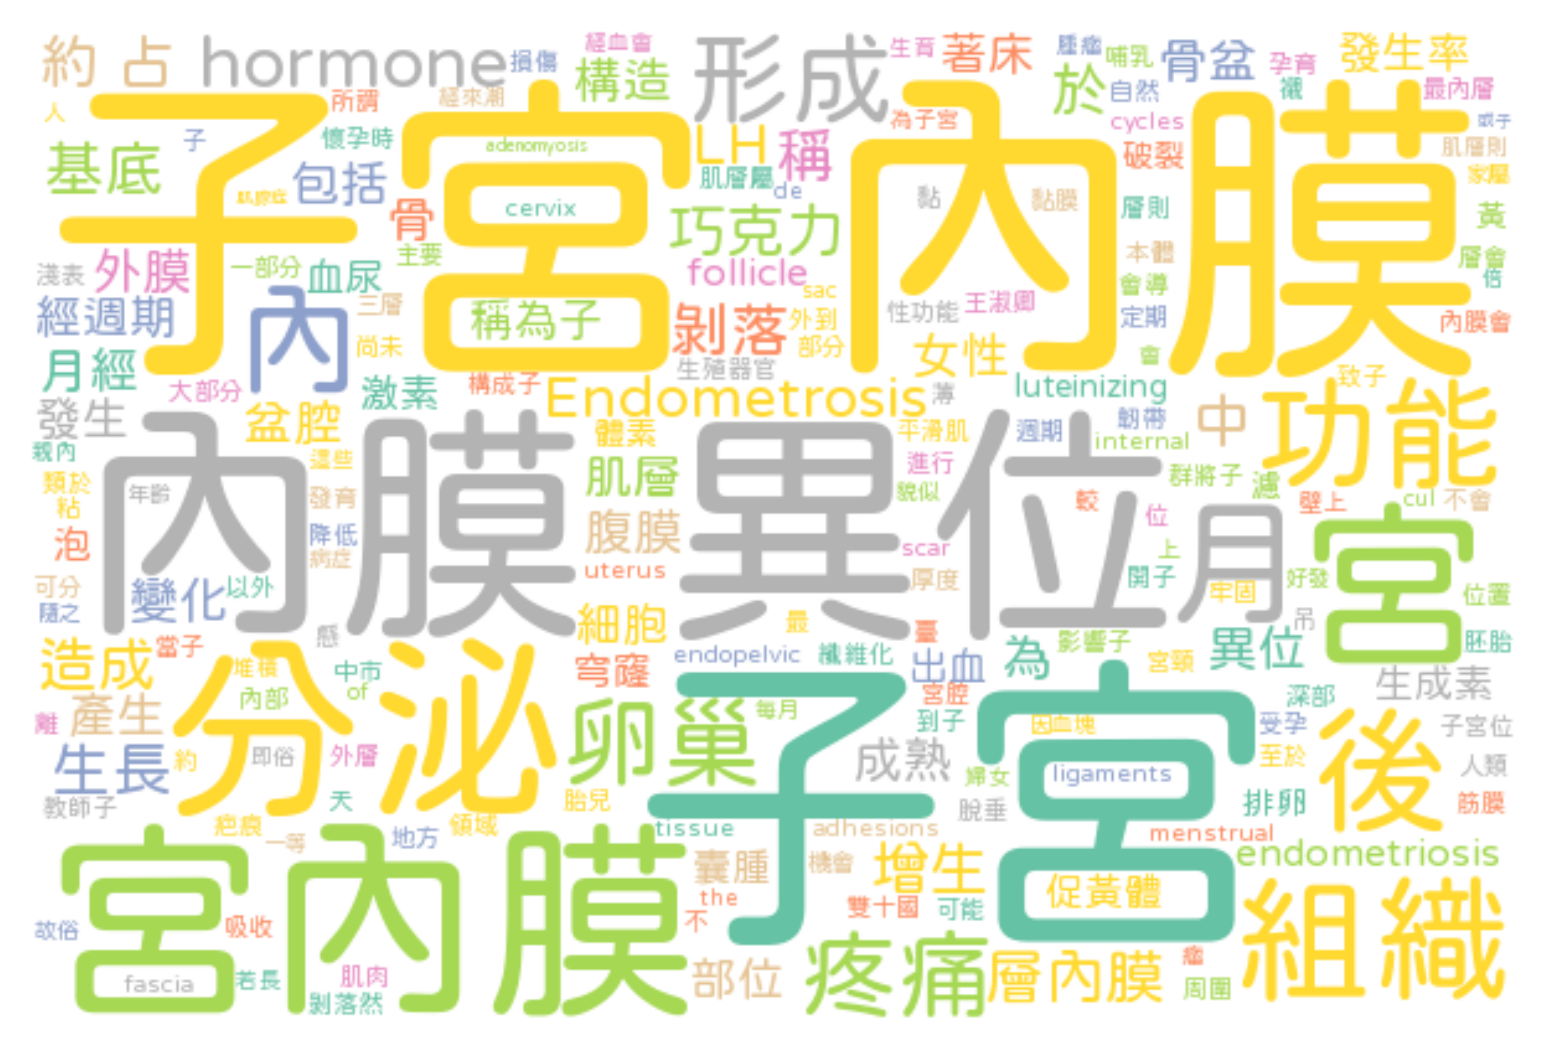 約 占 hormone 損傷 經血會 構造 形成 生育 著床 腫瘤 哺乳 骨盆 孕育 發生率
人 所謂 經來潮 於 自然 襯 最內層
子宮內膜
基底 子 懷孕時 adenomyosis LH 稱 為子宮 cycles 破裂 或于 肌層則
包括 肌腺症 骨 cervix 肌層屬 de 黏 黏膜 層則 家屬 黃
外膜 一部分 血尿 主要 巧克力 follicle 本體 層會
淺表 三層 稱為子 sac 性功能 王淑卿 會導 倍
經週期 內 尚未 剝落 外到 部分 女性 定期 內膜會
月經 大部分 激素 構成子 生殖器官 會 luteinizing 致子
發生 盆腔 Endometrosis 薄 韌帶 中 功能
內膜異位
親內 這些 體素 平滑肌 週期 internal
類於 粘 年齡 發育 肌層 進行 貌似 群將子 濾 壁上 cul 不會
泡 降低 病症 腹膜 scar 較 位 上 月 宮
可分 隨之 變化 以外 uterus 厚度 開子 牢固 好發 位置
懸 細胞 最 臺 吊 胚胎
造成 當子 堆積 中市 穹窿 endopelvic 纖維化 出血 為 影響子 宮頸 異位 生成素
分泌 子宮
離 產生 內部 of 卵巢 每月 宮腔 到子 因血塊 深部 受孕 子宮位
生長 約 即俗 外層 成熟 婦女 ligaments 至於 後 人類
教師子 天 胎兒 脫垂 排卵 筋膜
疤痕 一等 地方 領域 tissue adhesions menstrual
宮內膜 囊腫 機會 增生 endometriosis
the 不 雙十國 可能 促黃體 組織
故俗 吸收
fascia 若長 肌肉 部位 疼痛 層內膜 瘤 周圍
剝落然